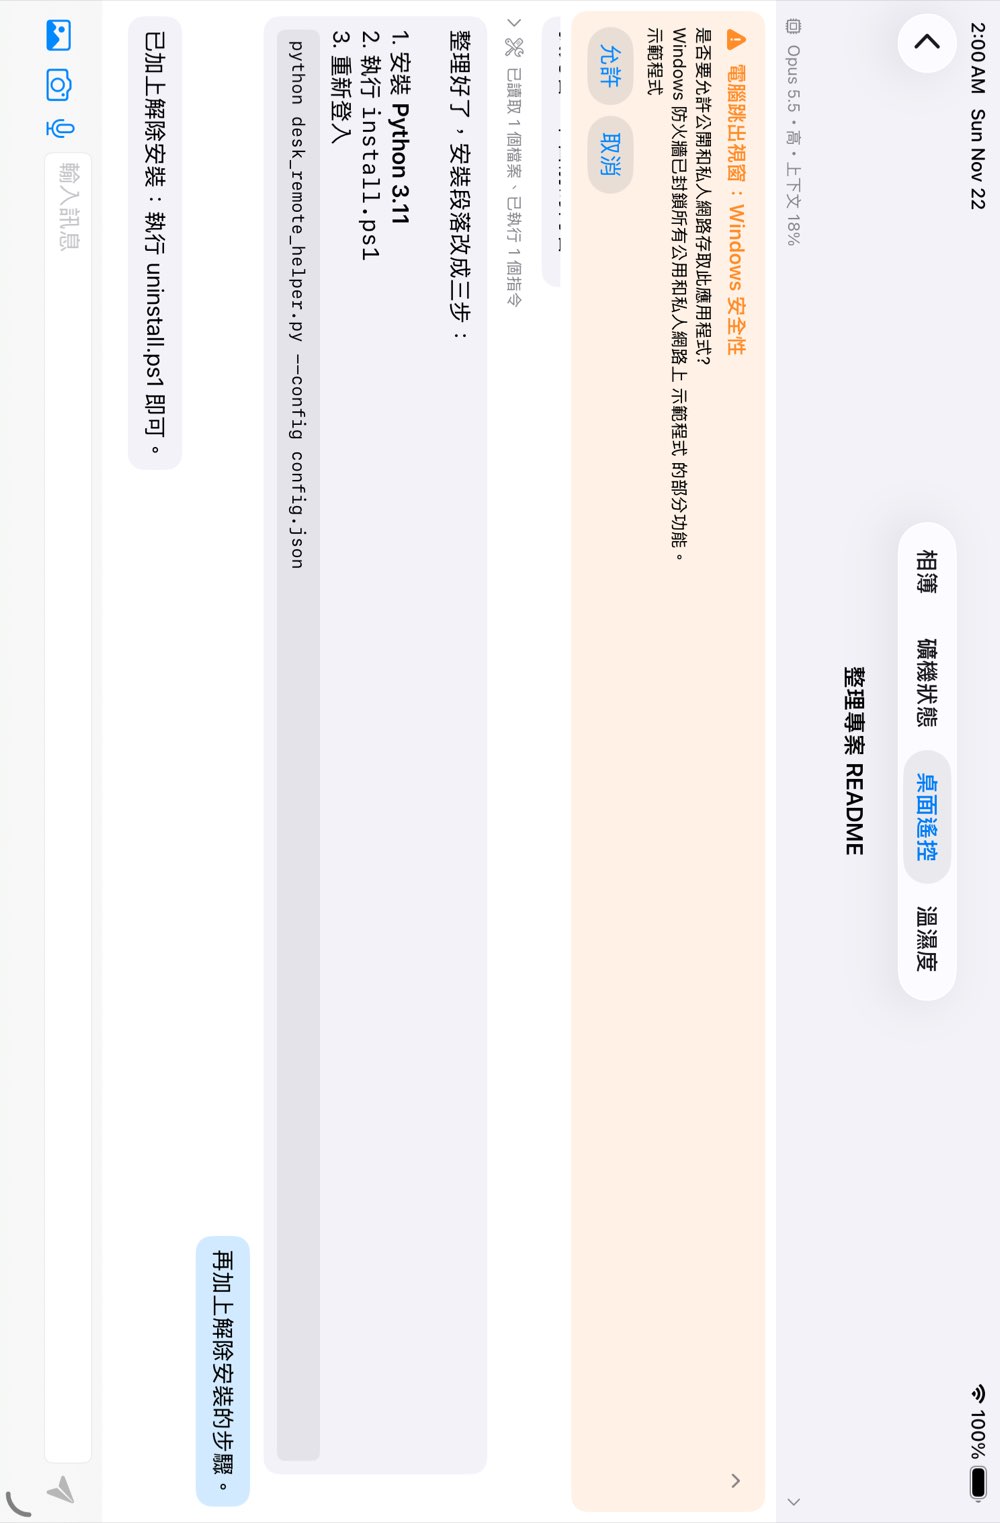 2:00 AM Sun Nov 22
100%
相簿 礦機狀態 桌面遙控 溫濕度
整理專案 README
Opus 5.5・高・上下文 18%
電腦跳出視窗：Windows 安全性
是否要允許公開和私人網路存取此應用程式?
Windows 防火牆已封鎖所有公用和私人網路上 示範程式 的部分功能。
示範程式
允許 取消
已讀取 1 個檔案、已執行 1 個指令
整理好了，安裝段落改成三步：
1. 安裝 Python 3.11
2. 執行 install.ps1
3. 重新登入
python desk_remote_helper.py --config config.json
再加上解除安裝的步驟。
已加上解除安裝：執行 uninstall.ps1 即可。
輸入訊息